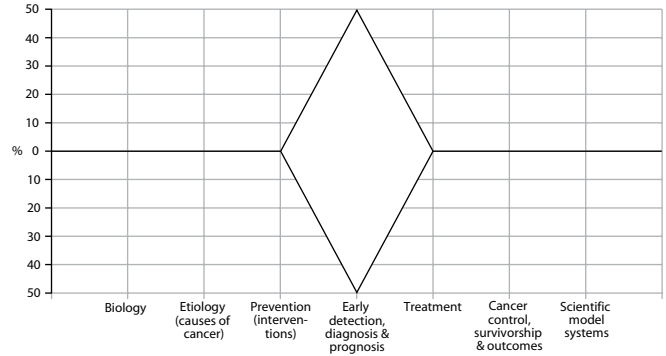 50
40
30
20
10
% 0
10
20
30
40
50
Biology
Etiology
(causes of
cancer)
Prevention
(interven-
tions)
Early
detection,
diagnosis &
prognosis
Treatment
Cancer
control,
survivorship
& outcomes
Scientific
model
systems